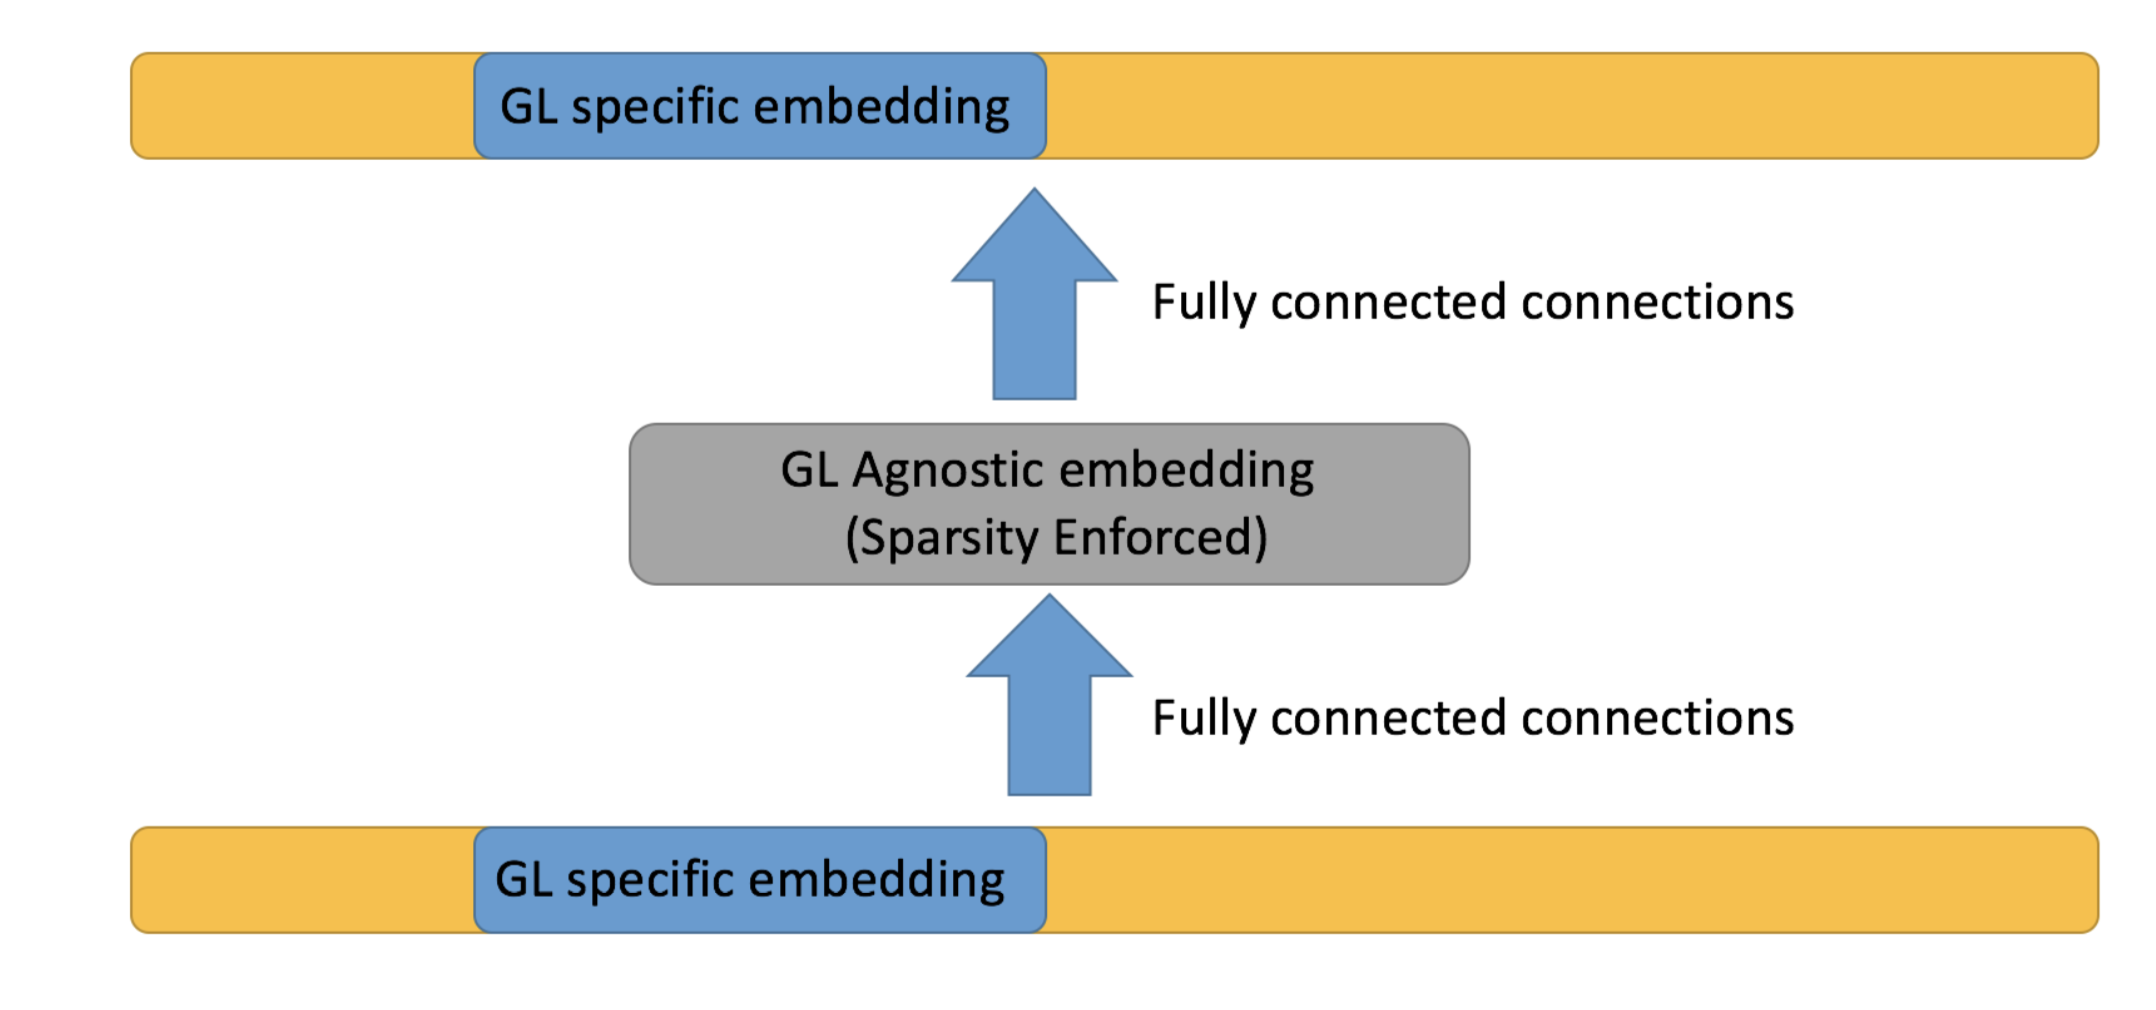 GL specific embedding
Fully connected connections
GL Agnostic embedding
(Sparsity Enforced)
Fully connected connections
GL specific embedding